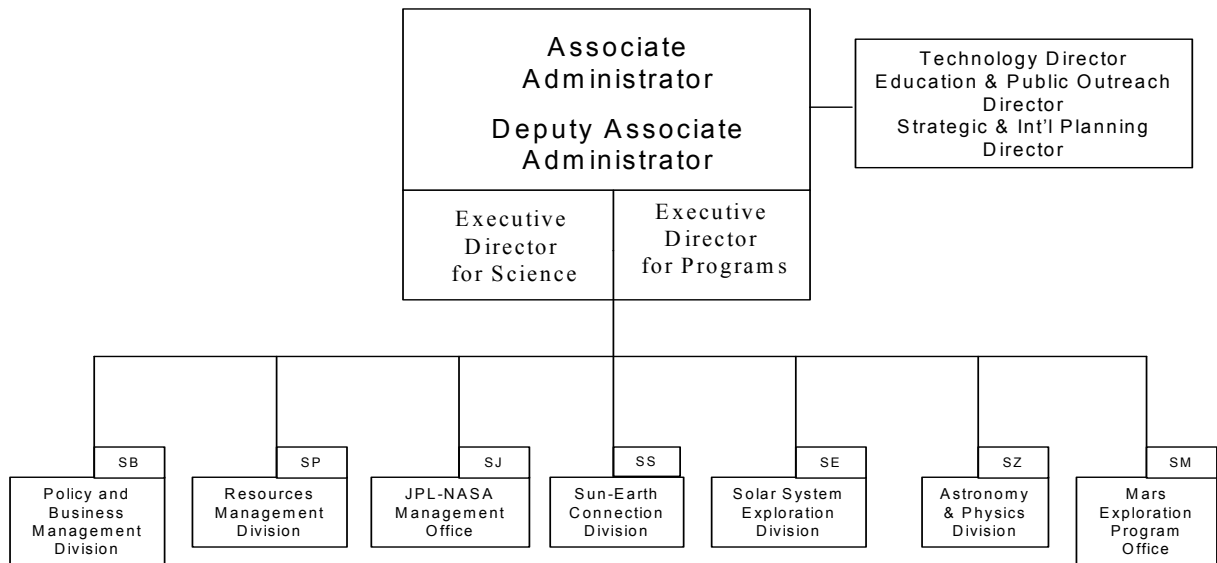 Associate
Administrator
Deputy Associate
Administrator
Technology Director
Education & Public Outreach
Director
Strategic & Int'l Planning
Director
Executive
Director
for Science
Executive
Director
for Programs
SB
Policy and
Business
Management
Division
SP
Resources
Management
Division
SJ
JPL-NASA
Management
Office
SS
Sun-Earth
Connection
Division
SE
Solar System
Exploration
Division
SZ
Astronomy
& Physics
Division
SM
Mars
Exploration
Program
Office